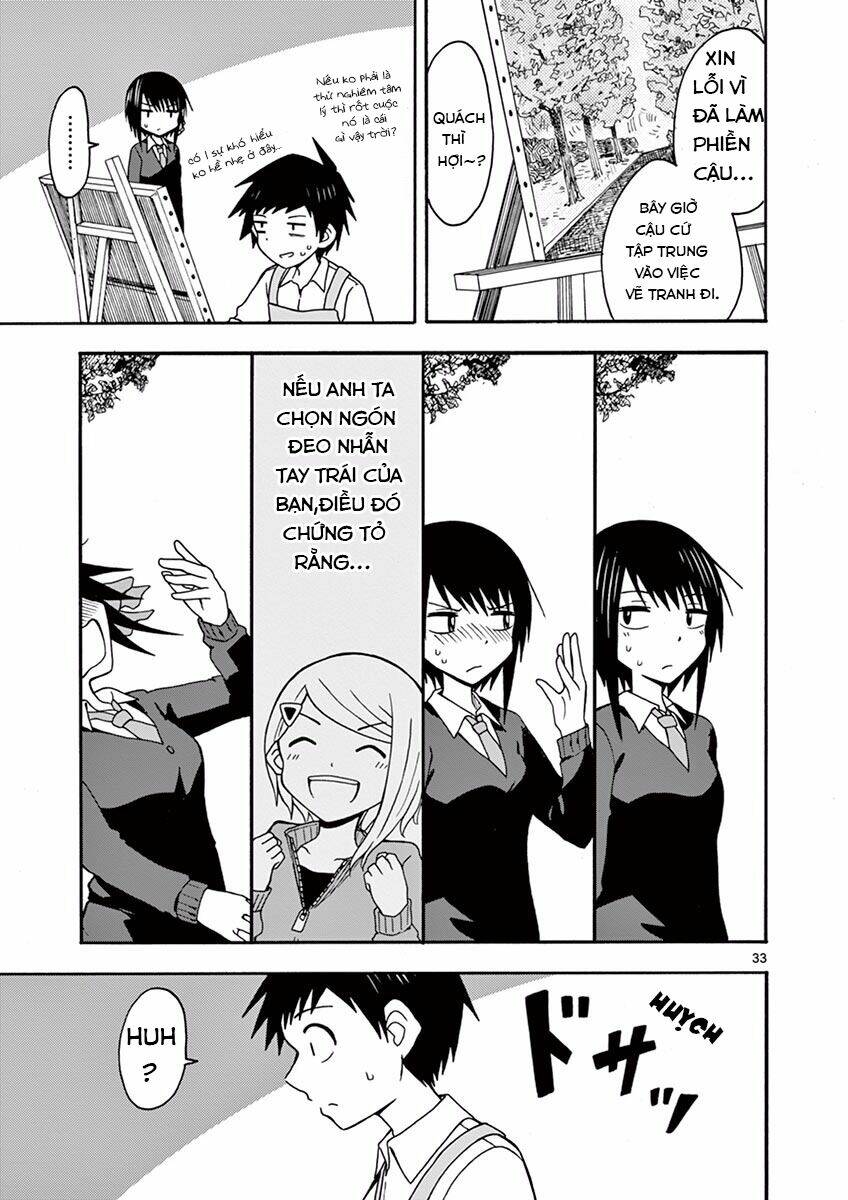 XIN
LỖI VÌ
ĐÃ LÀM
PHIỀN
CẬU...
BÂY GIỜ
CẬU CỨ
TẬP TRUNG
VÀO VIỆC
VẼ TRANH ĐI.
QUÁCH
THÌ
HỢI~?
Nếu ko phải là
thử nghiệm tâm
lý thì rốt cuộc
nó là cái
gì vậy trời?
có 1 sự khó hiểu
ko hề nhẹ ở đây...
........
NẾU ANH TA
CHỌN NGÓN
ĐEO NHẪN
TAY TRÁI CỦA
BẠN,ĐIỀU ĐÓ
CHỨNG TỎ
RẰNG...
33
HUỴCH
ドサッ
HUH
?